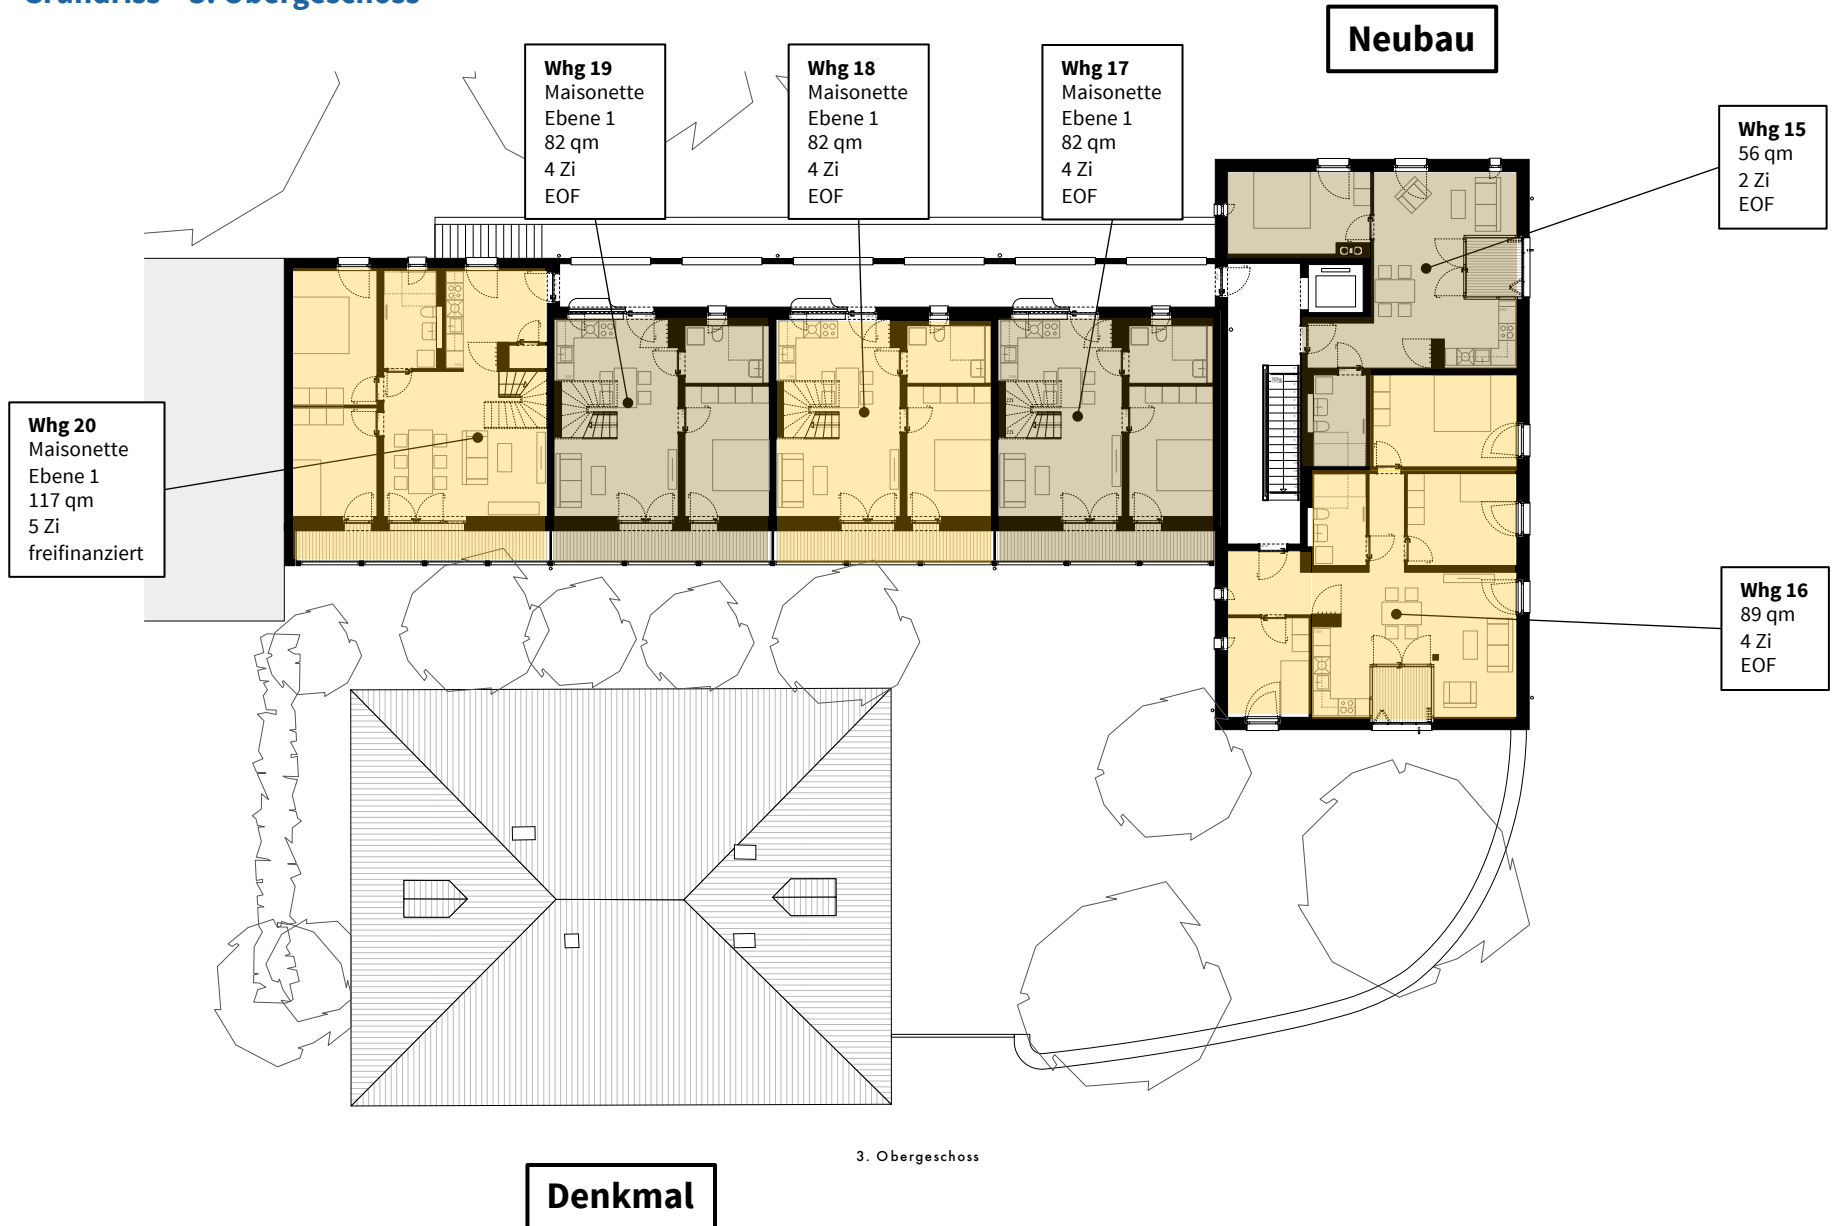 Grundriss – 3. Obergeschoss
Neubau
Whg 19
Maisonette
Ebene 1
82 qm
4 Zi
EOF
Whg 18
Maisonette
Ebene 1
82 qm
4 Zi
EOF
Whg 17
Maisonette
Ebene 1
82 qm
4 Zi
EOF
Whg 15
56 qm
2 Zi
EOF
Whg 20
Maisonette
Ebene 1
117 qm
5 Zi
freifinanziert
Whg 16
89 qm
4 Zi
EOF
3. Obergeschoss
Denkmal